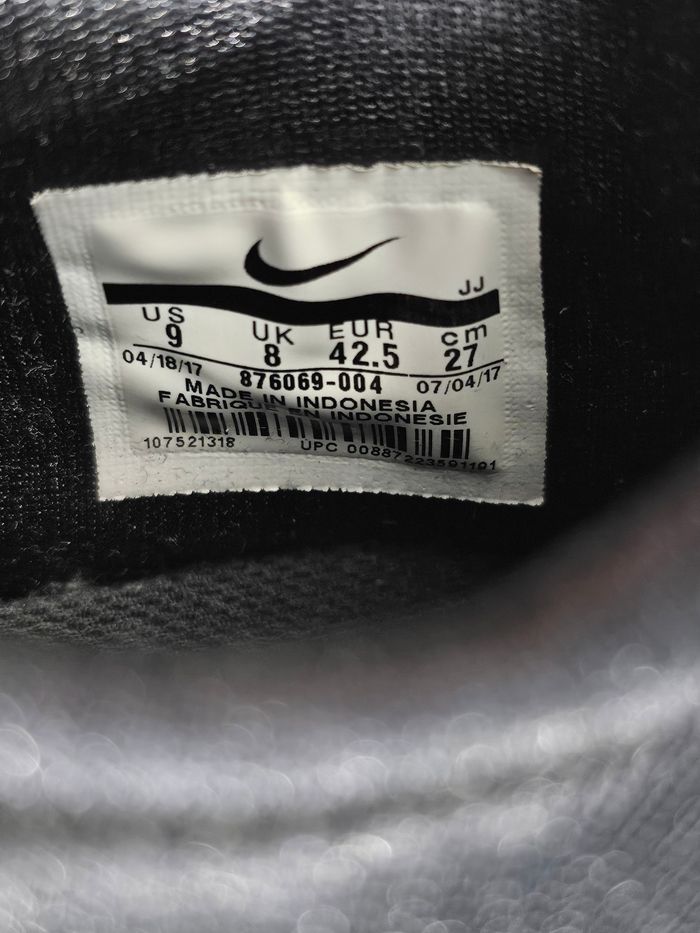 JJ
US UK EUR cm
9 8 42.5 27
04/18/17 876069-004 07/04/17
MADE IN INDONESIA
FABRIQUE EN INDONESIE
107521318 UPC 00887223591191